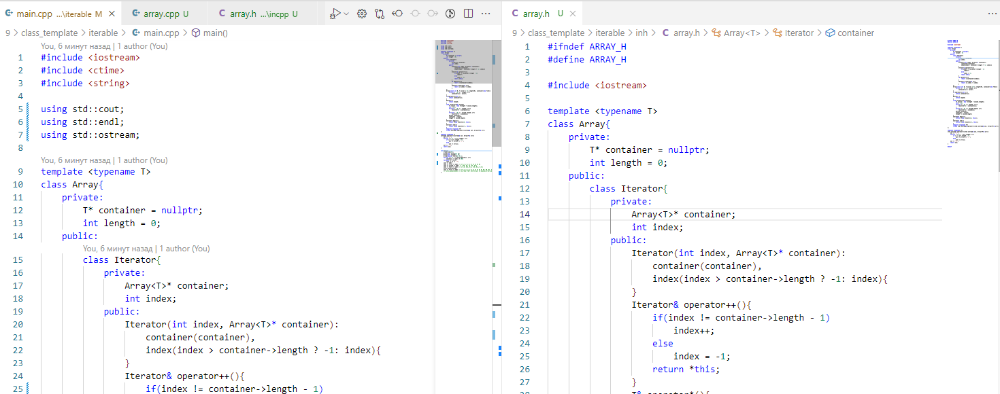 main.cpp ...\iterable M
array.cpp U
array.h ...\incpp U
9 > class_template > iterable > main.cpp > main()
You, 6 минут назад | 1 author (You)
1 #include <iostream>
2 #include <ctime>
3 #include <string>
4
5 using std::cout;
6 using std::endl;
7 using std::ostream;
8
You, 6 минут назад | 1 author (You)
9 template <typename T>
10 class Array{
11 private:
12 T* container = nullptr;
13 int length = 0;
14 public:
You, 6 минут назад | 1 author (You)
15 class Iterator{
16 private:
17 Array<T>* container;
18 int index;
19 public:
20 Iterator(int index, Array<T>* container):
21 container(container),
22 index(index > container->length ? -1: index){
23 }
24 Iterator& operator++(){
25 if(index != container->length - 1)
array.h U
9 > class_template > iterable > inh > array.h > Array<T> > Iterator > container
1 #ifndef ARRAY_H
2 #define ARRAY_H
3
4 #include <iostream>
5
6 template <typename T>
7 class Array{
8 private:
9 T* container = nullptr;
10 int length = 0;
11 public:
12 class Iterator{
13 private:
14 Array<T>* container;
15 int index;
16 public:
17 Iterator(int index, Array<T>* container):
18 container(container),
19 index(index > container->length ? -1: index){
20 }
21 Iterator& operator++(){
22 if(index != container->length - 1)
23 index++;
24 else
25 index = -1;
26 return *this;
27 }
28 T& operator*(){